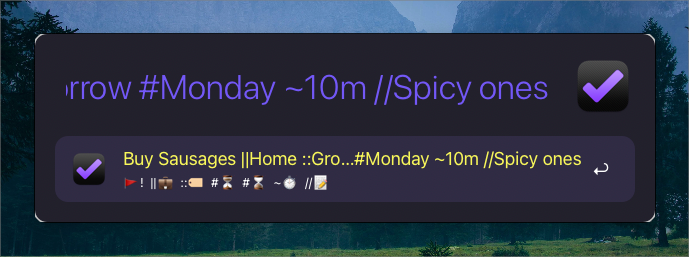 orrow #Monday ~10m //Spicy ones
Buy Sausages ||Home ::Gro...#Monday ~10m //Spicy ones
🚩! ||💼 ::🏷️ #⏳ #⌛ ~⏱️ //📝